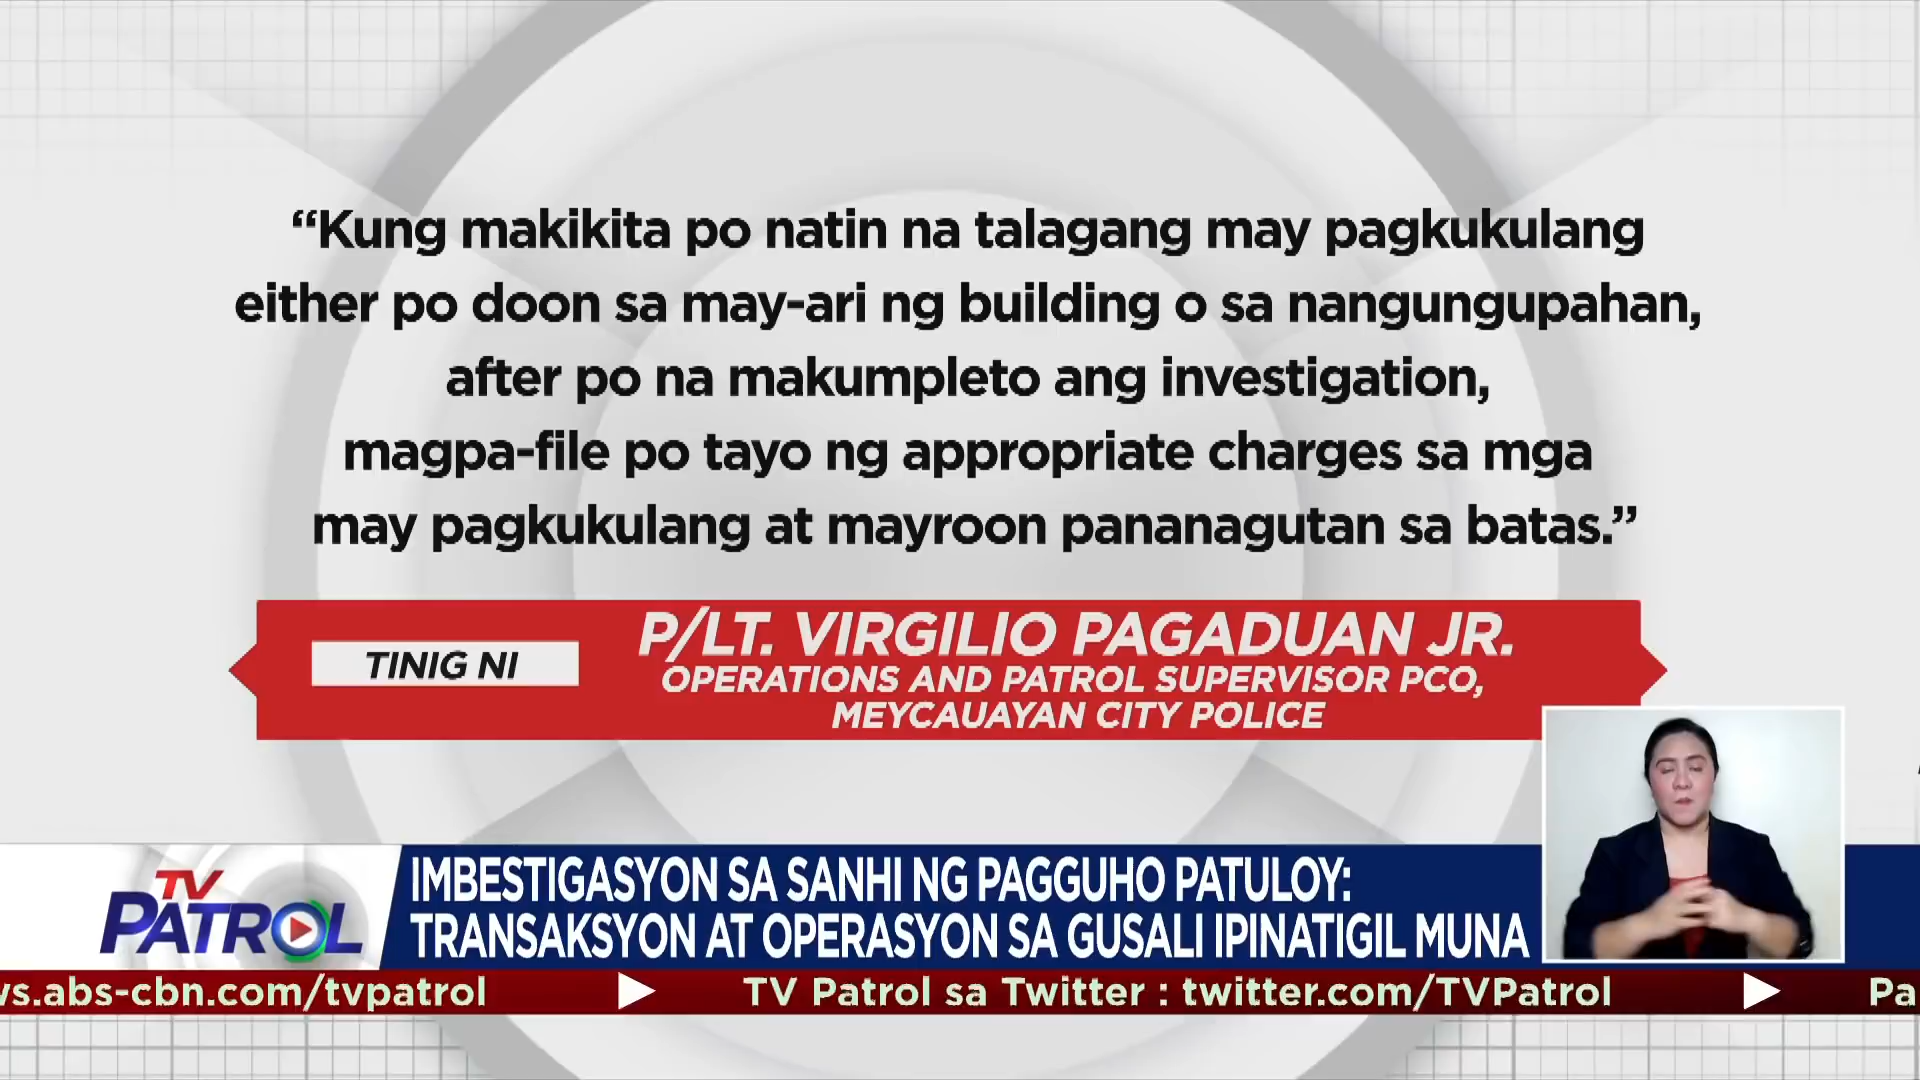 “Kung makikita po natin na talagang may pagkukulang
either po doon sa may-ari ng building o sa nangungupahan,
after po na makumpleto ang investigation,
magpa-file po tayo ng appropriate charges sa mga
may pagkukulang at mayroon pananagutan sa batas.”
TINIG NI
P/LT. VIRGILIO PAGADUAN JR.
OPERATIONS AND PATROL SUPERVISOR PCO,
MEYCAUAYAN CITY POLICE
TV
PATROL
IMBESTIGASYON SA SANHI NG PAGGUHO PATULOY:
TRANSAKSYON AT OPERASYON SA GUSALI IPINATIGIL MUNA
ws.abs-cbn.com/tvpatrol
TV Patrol sa Twitter : twitter.com/TVPatrol
Pa